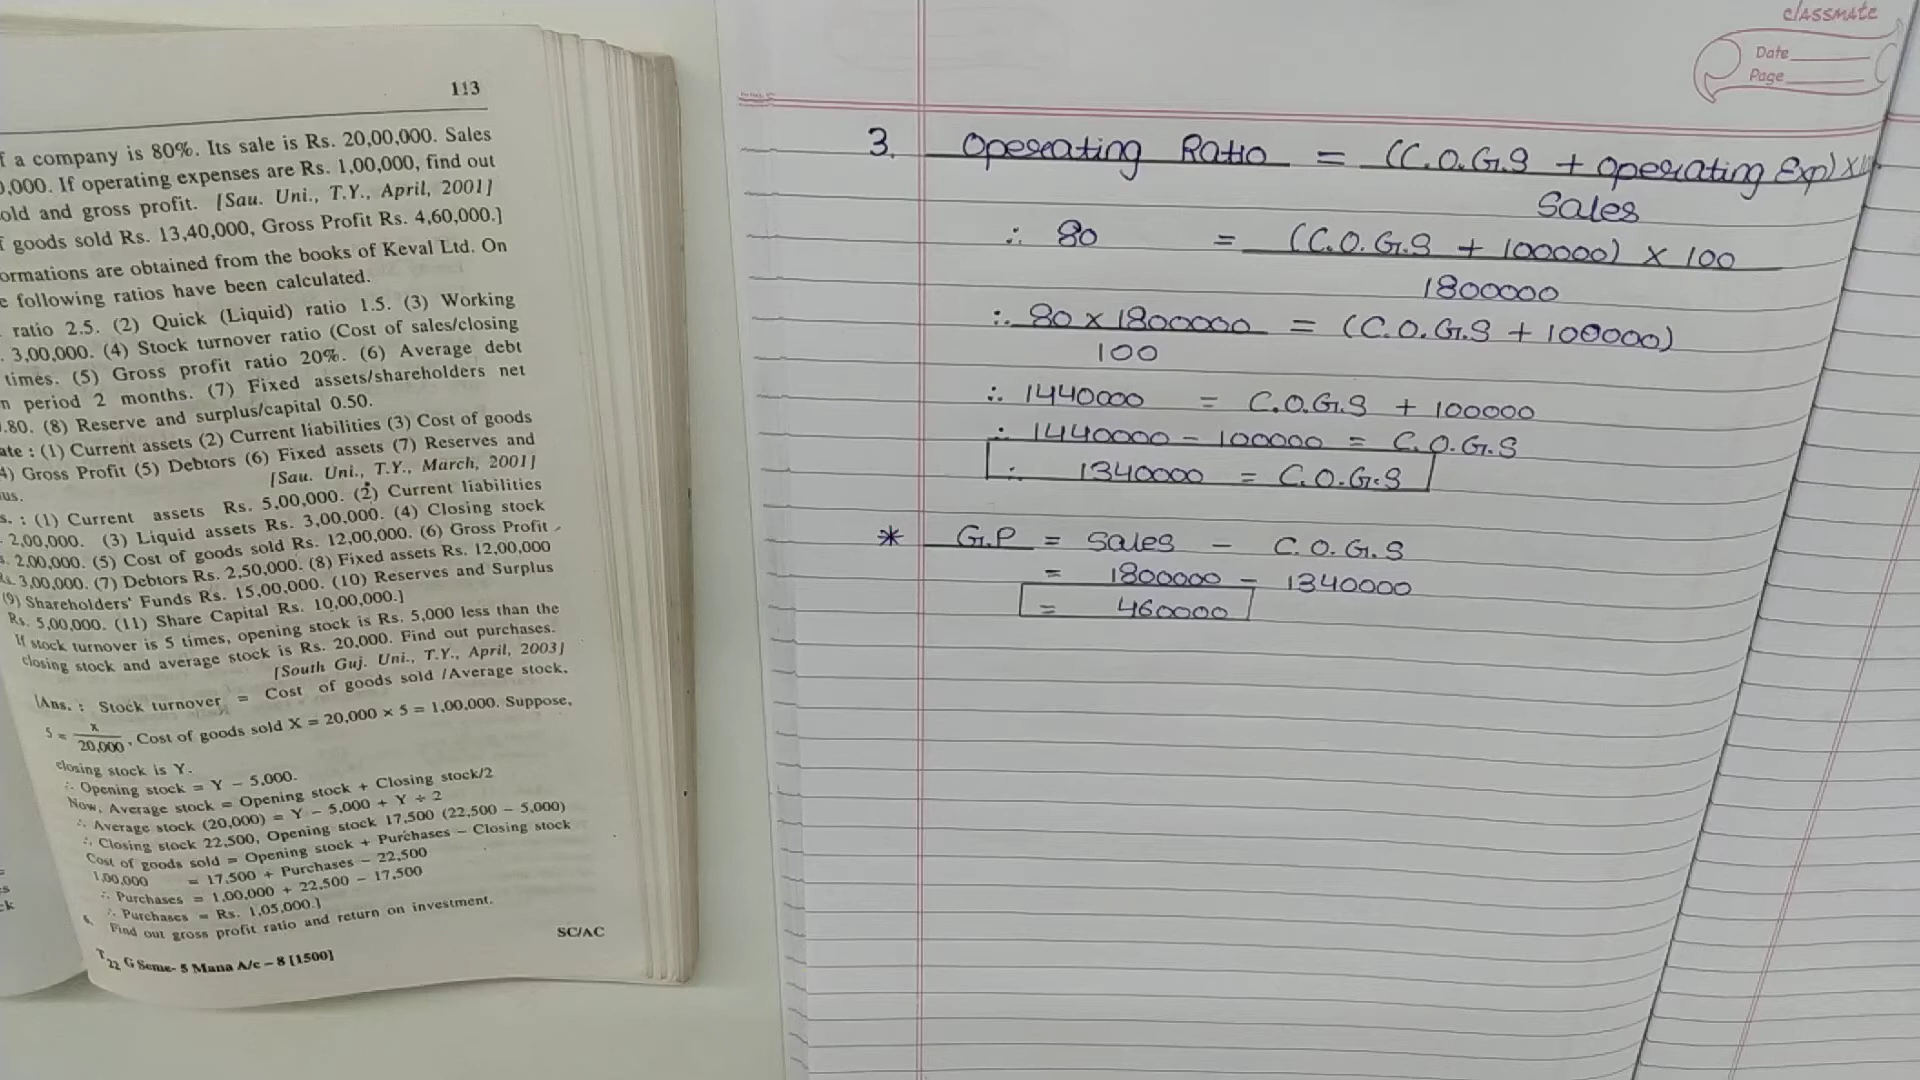 113
f a company is 80%. Its sale is Rs. 20,00,000. Sales
0,000. If operating expenses are Rs. 1,00,000, find out
old and gross profit. [Sau. Uni., T.Y., April, 2001]
f goods sold Rs. 13,40,000, Gross Profit Rs. 4,60,000.]
ormations are obtained from the books of Keval Ltd. On
e following ratios have been calculated.
ratio 2.5. (2) Quick (Liquid) ratio 1.5. (3) Working
. 3,00,000. (4) Stock turnover ratio (Cost of sales/closing
times. (5) Gross profit ratio 20%. (6) Average debt
n period 2 months. (7) Fixed assets/shareholders net
.80. (8) Reserve and surplus/capital 0.50.
ate : (1) Current assets (2) Current liabilities (3) Cost of goods
4) Gross Profit (5) Debtors (6) Fixed assets (7) Reserves and
us. [Sau. Uni., T.Y., March, 2001]
s. : (1) Current assets Rs. 5,00,000. (2) Current liabilities
. 2,00,000. (3) Liquid assets Rs. 3,00,000. (4) Closing stock
s. 2,00,000. (5) Cost of goods sold Rs. 12,00,000. (6) Gross Profit
Rs. 3,00,000. (7) Debtors Rs. 2,50,000. (8) Fixed assets Rs. 12,00,000
(9) Shareholders' Funds Rs. 15,00,000. (10) Reserves and Surplus
Rs. 5,00,000. (11) Share Capital Rs. 10,00,000.]
If stock turnover is 5 times, opening stock is Rs. 5,000 less than the
closing stock and average stock is Rs. 20,000. Find out purchases.
[South Guj. Uni., T.Y., April, 2003]
[Ans. : Stock turnover = Cost of goods sold /Average stock.
5 = x/20,000, Cost of goods sold X = 20,000 × 5 = 1,00,000. Suppose,
closing stock is Y.
∴ Opening stock = Y – 5,000.
Now, Average stock = Opening stock + Closing stock/2
∴ Average stock (20,000) = Y – 5,000 + Y ÷ 2
∴ Closing stock 22,500, Opening stock 17,500 (22,500 – 5,000)
Cost of goods sold = Opening stock + Purchases – Closing stock
1,00,000 = 17,500 + Purchases – 22,500
∴ Purchases = 1,00,000 + 22,500 – 17,500
∴ Purchases = Rs. 1,05,000.]
Find out gross profit ratio and return on investment.
SC/AC
T22 G Seme- 5 Mana A/c – 8 [1500]
classmate
Date
Page
3. Operating Ratio = (C.O.G.S + operating Exp) ×
Sales
∴ 80 = (C.O.G.S + 100000) × 100
1800000
∴ 80 × 1800000 = (C.O.G.S + 100000)
100
∴ 1440000 = C.O.G.S + 100000
∴ 1440000 - 100000 = C.O.G.S
∴ 1340000 = C.O.G.S
* G.P = Sales - C.O.G.S
= 1800000 - 1340000
= 460000